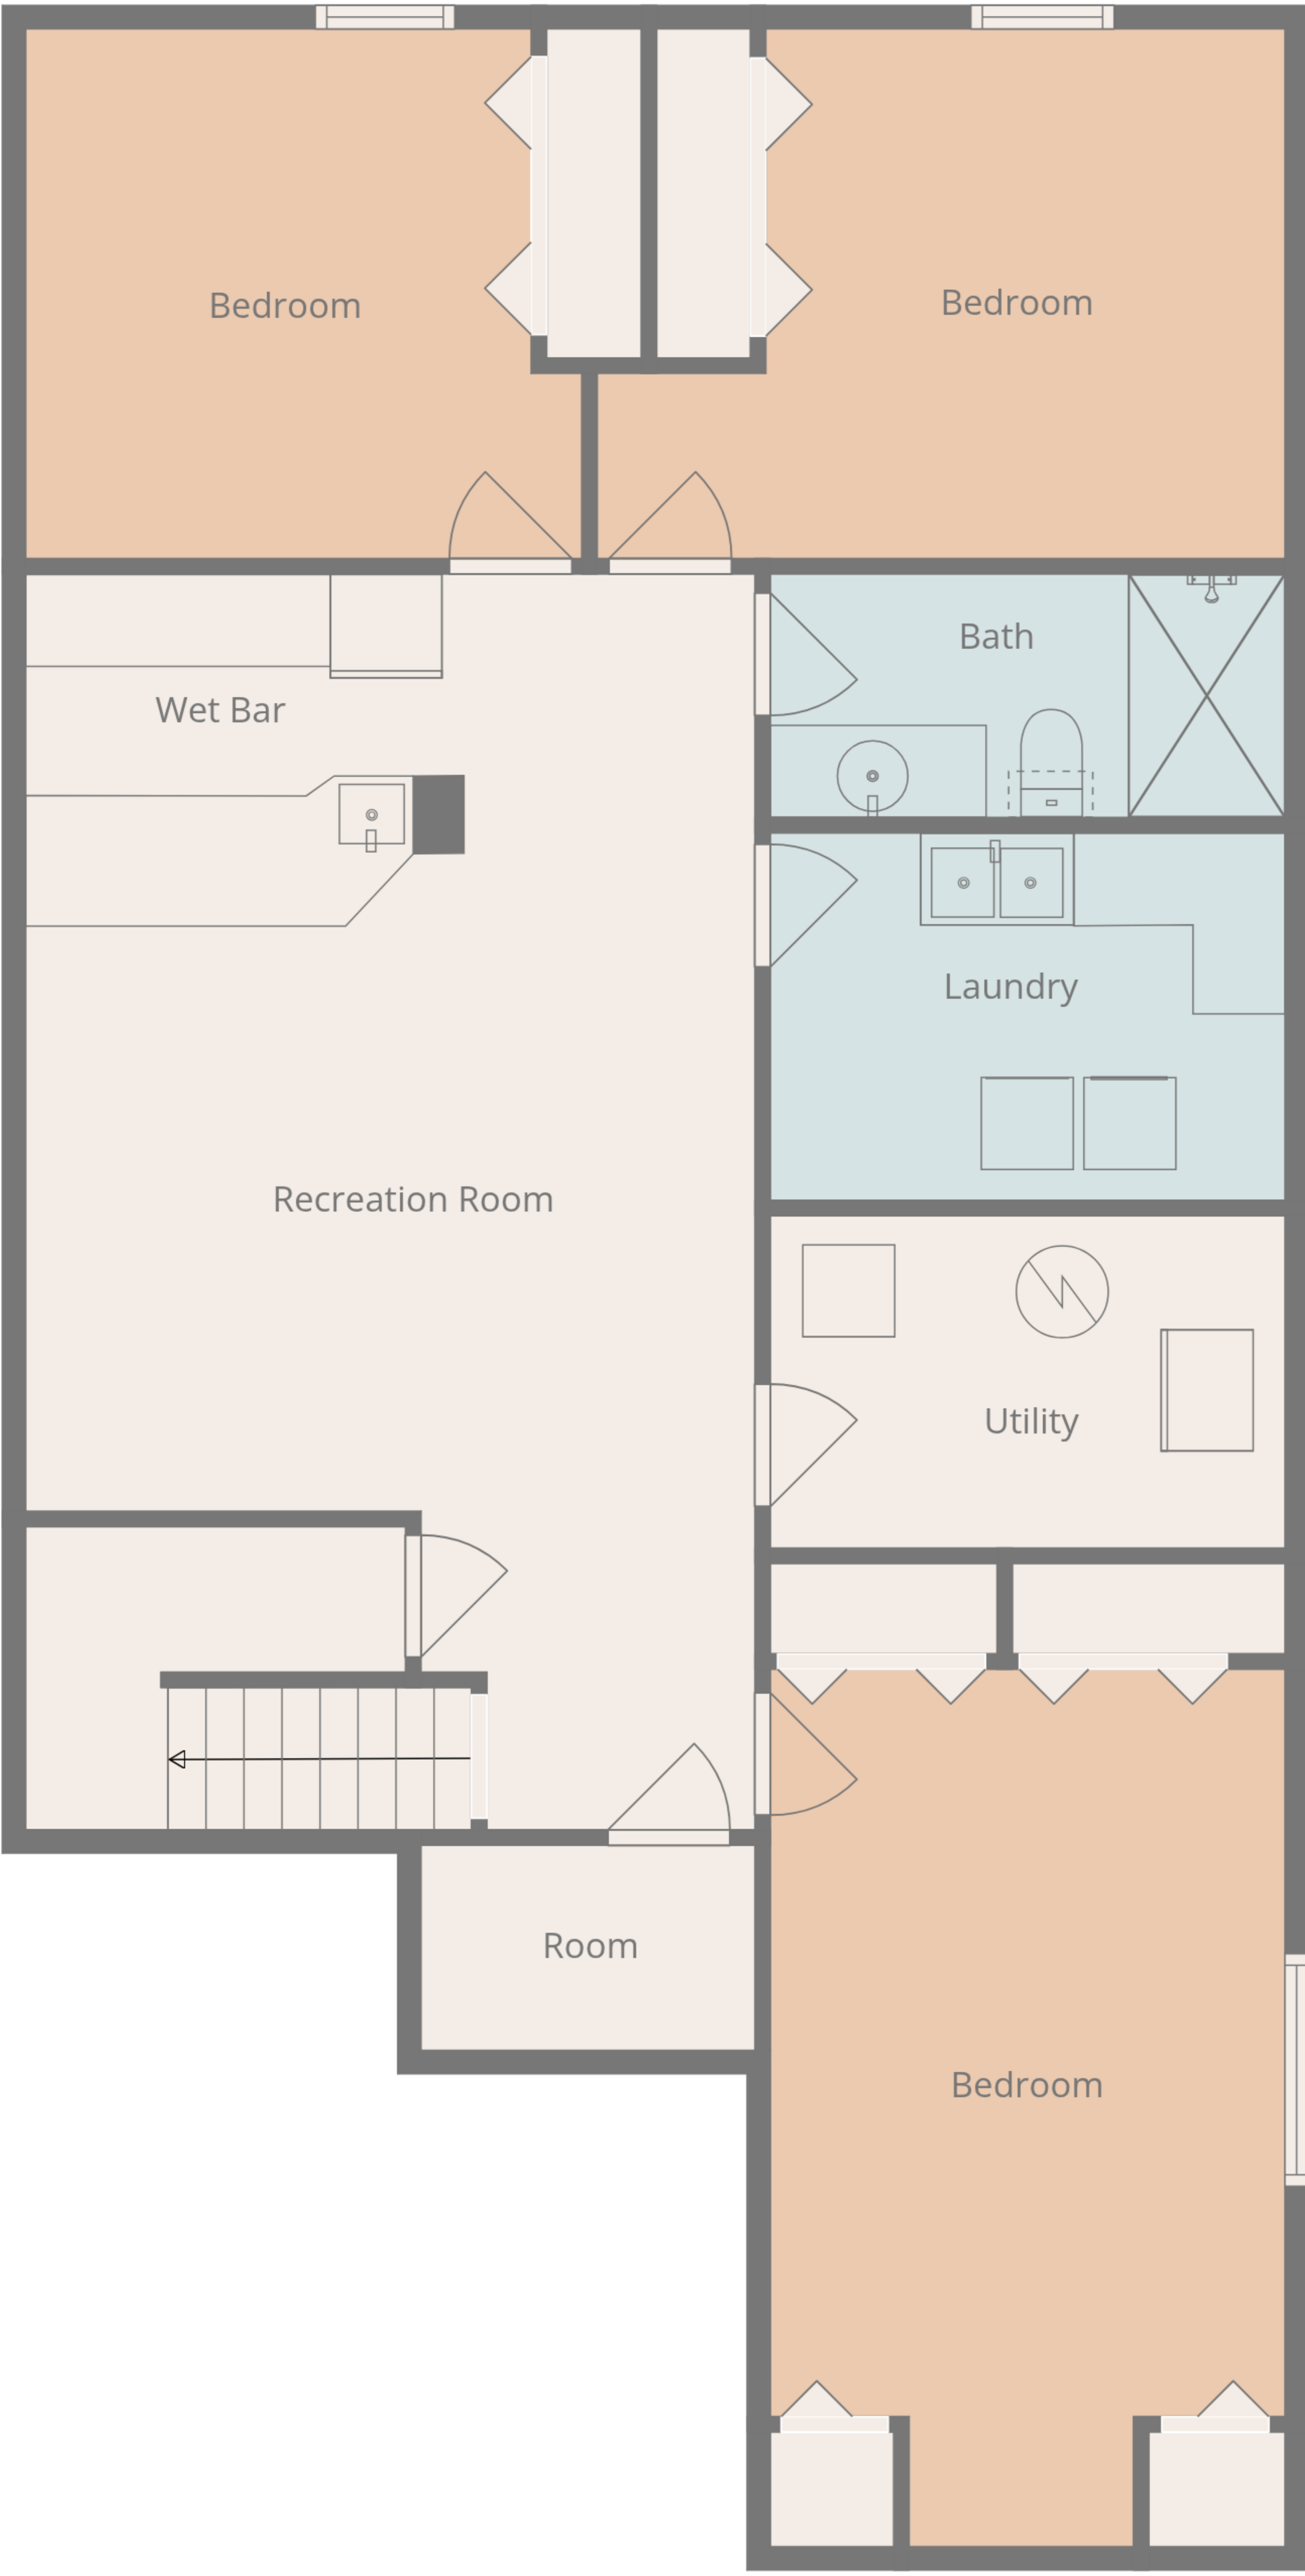 Bedroom
Bedroom
Bath
Wet Bar
Laundry
Recreation Room
Utility
Room
Bedroom